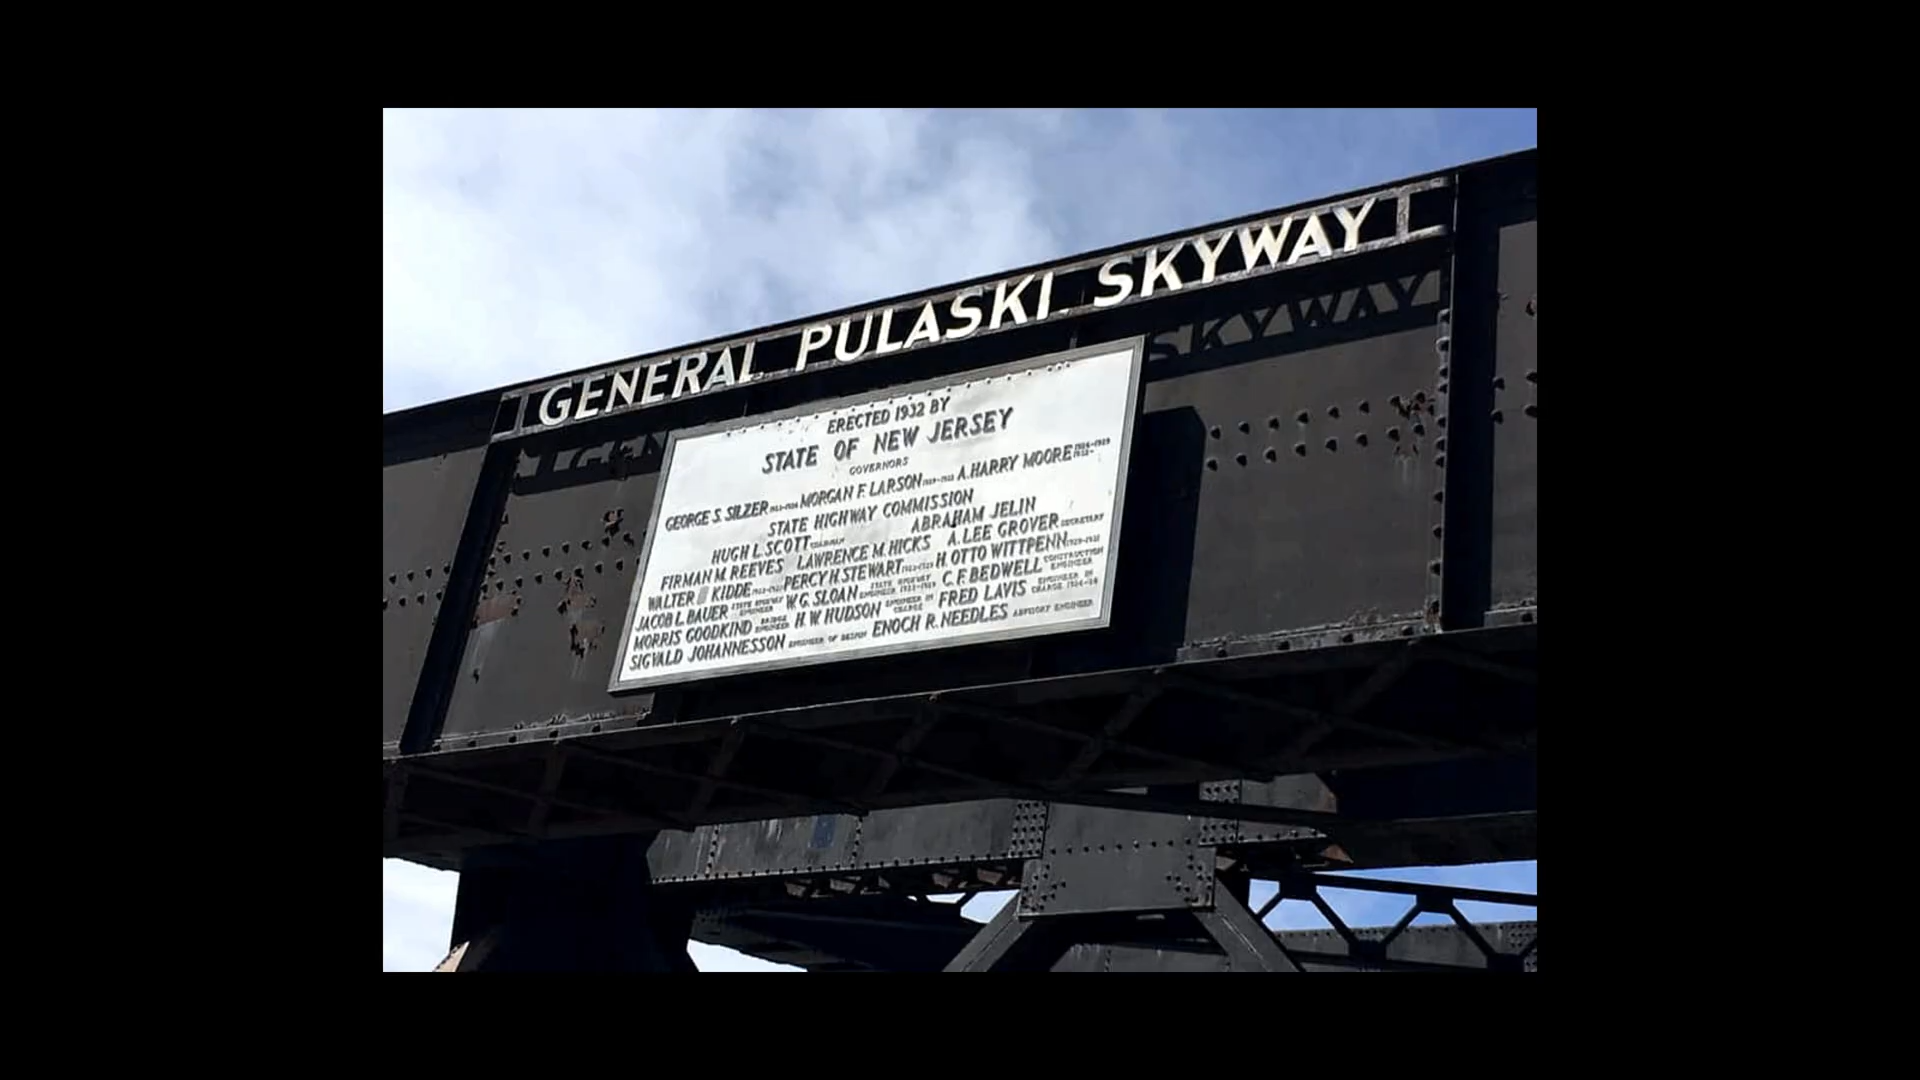 GENERAL PULASKI SKYWAY
ERECTED 1932 BY
STATE OF NEW JERSEY
GOVERNORS
GEORGE S. SILZER MORGAN F. LARSON A. HARRY MOORE
STATE HIGHWAY COMMISSION
HUGH L. SCOTT CHAIRMAN ABRAHAM JELIN
FIRMAN M. REEVES LAWRENCE M. HICKS A. LEE GROVER SECRETARY
WALTER KIDDE PERCY H. STEWART H. OTTO WITTPENN
JACOB L. BAUER STATE HIGHWAY ENGINEER W. G. SLOAN STATE HIGHWAY ENGINEER C. F. BEDWELL CONSTRUCTION ENGINEER
MORRIS GOODKIND BRIDGE ENGINEER H. W. HUDSON ENGINEER IN CHARGE FRED LAVIS ENGINEER IN CHARGE
SIGVALD JOHANNESSON ENGINEER OF DESIGN ENOCH R. NEEDLES ADVISORY ENGINEER